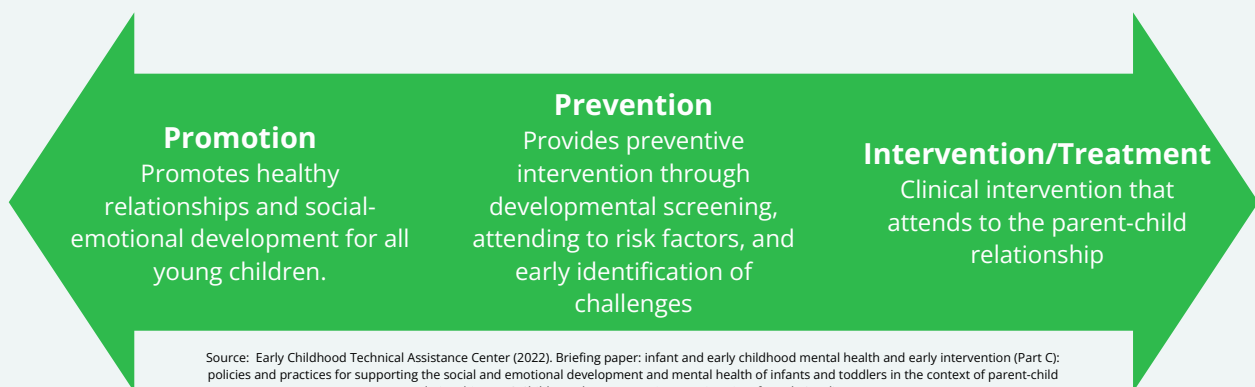 Promotion
Promotes healthy
relationships and social-
emotional development for all
young children.
Prevention
Provides preventive
intervention through
developmental screening,
attending to risk factors, and
early identification of
challenges
Intervention/Treatment
Clinical intervention that
attends to the parent-child
relationship
Source: Early Childhood Technical Assistance Center (2022). Briefing paper: infant and early childhood mental health and early intervention (Part C):
policies and practices for supporting the social and emotional development and mental health of infants and toddlers in the context of parent-child